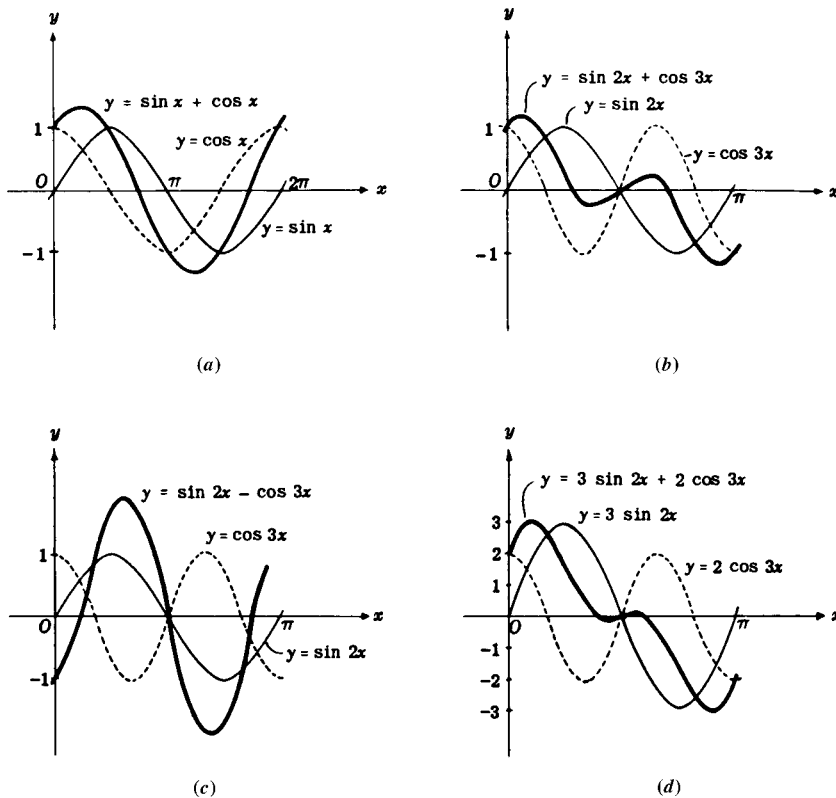 y
y = sin x + cos x
1
y = cos x
O
π
2π
x
y = sin x
-1
(a)
y
y = sin 2x + cos 3x
y = sin 2x
1
y = cos 3x
O
π
x
-1
(b)
y
y = sin 2x - cos 3x
y = cos 3x
1
O
π
x
y = sin 2x
-1
(c)
y
y = 3 sin 2x + 2 cos 3x
3
y = 3 sin 2x
2
y = 2 cos 3x
1
O
π
x
-1
-2
-3
(d)